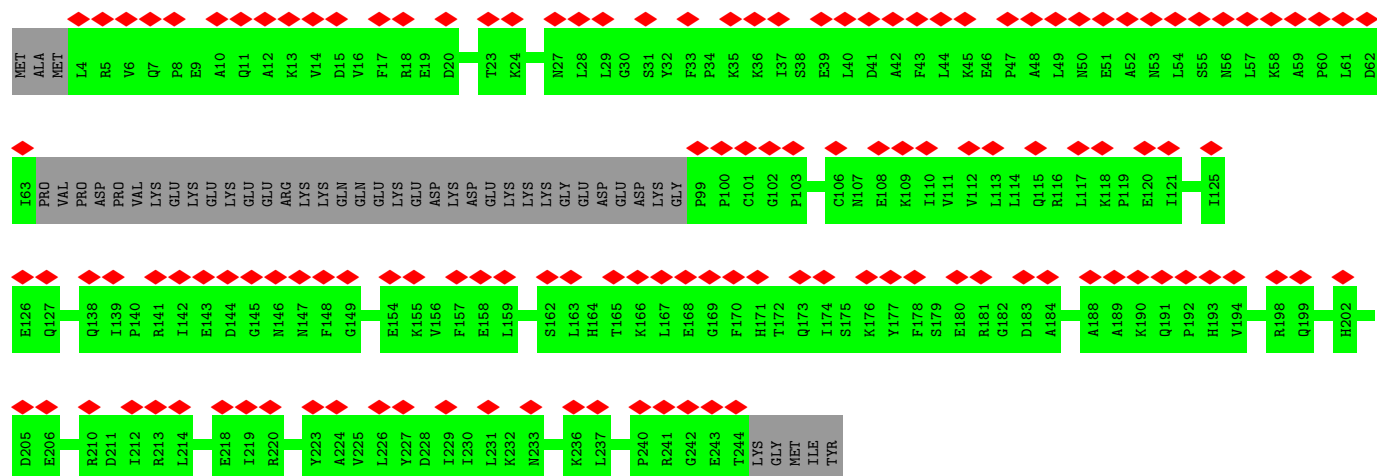 MET ALA MET L4 R5 V6 Q7 P8 E9 A10 Q11 A12 K13 V14 D15 V16 F17 R18 E19 D20 T23 K24 N27 L28 L29 G30 S31 Y32 F33 P34 K35 K36 I37 S38 E39 L40 D41 A42 F43 L44 K45 E46 P47 A48 L49 N50 E51 A52 N53 L54 S55 N56 L57 K58 A59 P60 L61 D62
I63 PRO VAL PRO ASP PRO VAL LYS GLU LYS GLU LYS GLU GLU ARG LYS LYS GLN GLN GLU LYS GLU ASP LYS ASP GLU LYS LYS LYS GLY GLU ASP GLU ASP LYS GLY P99 P100 C101 G102 P103 C106 N107 E108 K109 I110 V111 V112 L113 L114 Q115 R116 L117 K118 P119 E120 I121 I125
E126 Q127 Q138 I139 P140 R141 I142 E143 D144 G145 N146 N147 F148 G149 E154 K155 V156 F157 E158 L159 S162 L163 H164 T165 K166 L167 E168 G169 F170 H171 T172 Q173 I174 S175 K176 Y177 F178 S179 E180 R181 G182 D183 A184 A188 A189 K190 Q191 P192 H193 V194 R198 Q199 H202
D205 E206 R210 D211 I212 R213 L214 E218 I219 R220 Y223 A224 V225 L226 Y227 D228 I229 I230 L231 K232 N233 K236 L237 P240 R241 G242 E243 T244 LYS GLY MET ILE TYR